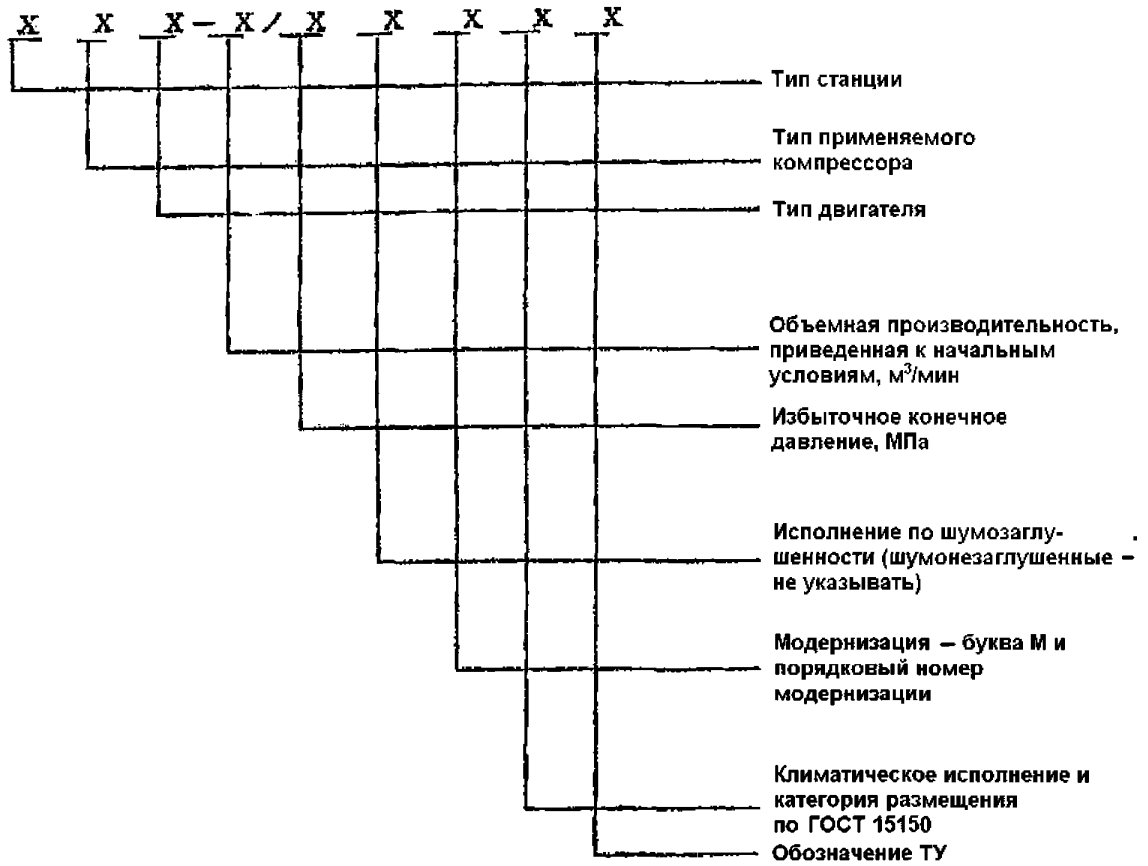 X X X – X / X X X X X
Тип станции
Тип применяемого
компрессора
Тип двигателя
Объемная производительность,
приведенная к начальным
условиям, м³/мин
Избыточное конечное
давление, МПа
Исполнение по шумозаглу-
шенности (шумонезаглушенные –
не указывать)
Модернизация – буква М и
порядковый номер
модернизации
Климатическое исполнение и
категория размещения
по ГОСТ 15150
Обозначение ТУ